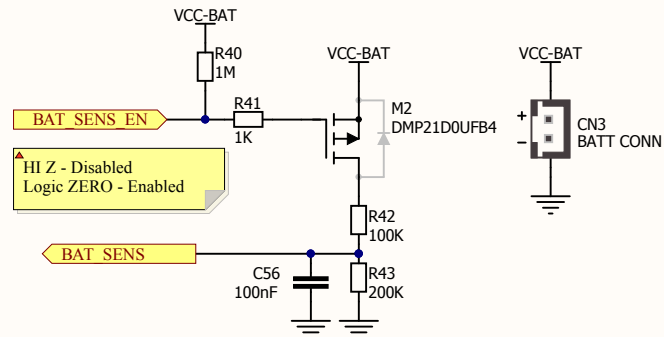 VCC-BAT
R40
1M
BAT_SENS_EN
R41
1K
HI Z - Disabled
Logic ZERO - Enabled
VCC-BAT
M2
DMP21D0UFB4
R42
100K
BAT_SENS
C56
100nF
R43
200K
VCC-BAT
+
-
CN3
BATT CONN